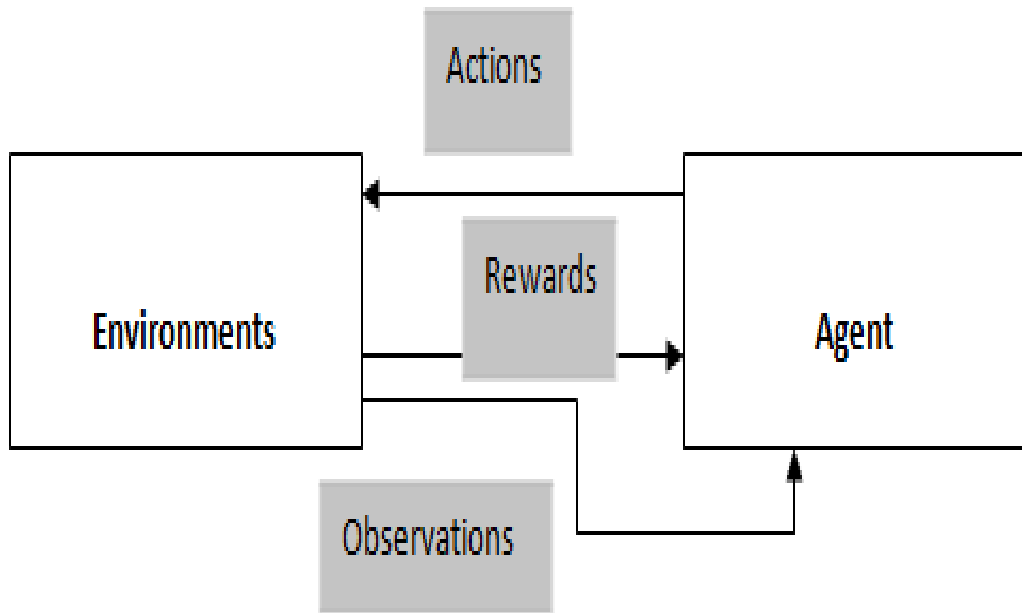 Actions
Rewards
Environments
Agent
Observations